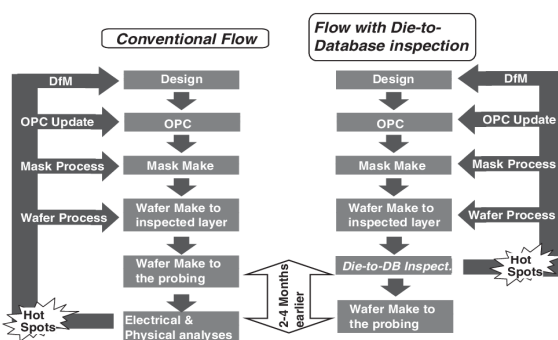 Conventional Flow
Flow with Die-to-
Database inspection
DfM
Design
OPC Update
OPC
Mask Process
Mask Make
Wafer Process
Wafer Make to
inspected layer
Wafer Make to
the probing
Hot
Spots
Electrical &
Physical analyses
2-4 Months
earlier
Design
DfM
OPC
OPC Update
Mask Make
Mask Process
Wafer Make to
inspected layer
Wafer Process
Die-to-DB Inspect.
Hot
Spots
Wafer Make to
the probing